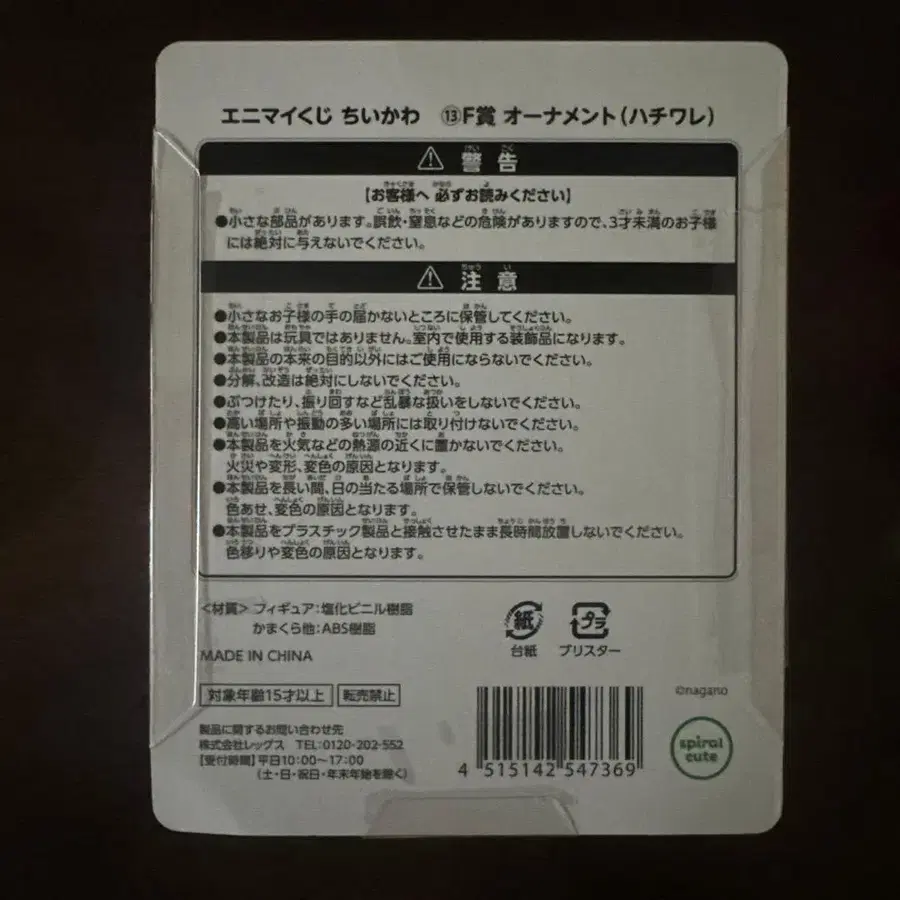 エニマイくじ ちいかわ ⑬F賞 オーナメント(ハチワレ)
⚠ 警告
【お客様へ 必ずお読みください】
●小さな部品があります。誤飲・窒息などの危険がありますので、3才未満のお子様
には絶対に与えないでください。
⚠ 注意
●小さなお子様の手の届かないところに保管してください。
●本製品は玩具ではありません。室内で使用する装飾品になります。
●本製品の本来の目的以外にはご使用にならないでください。
●分解、改造は絶対にしないでください。
●ぶつけたり、振り回すなど乱暴な扱いをしないでください。
●高い場所や振動の多い場所には取り付けないでください。
●本製品を火気などの熱源の近くに置かないでください。
火災や変形、変色の原因となります。
●本製品を長い間、日の当たる場所で保管しないでください。
色あせ、変色の原因となります。
●本製品をプラスチック製品と接触させたまま長時間放置しないでください。
色移りや変色の原因となります。
<材質> フィギュア:塩化ビニル樹脂
かまくら他:ABS樹脂
紙 プラ
台紙 ブリスター
MADE IN CHINA
対象年齢15才以上 転売禁止
©nagano
製品に関するお問い合わせ先
株式会社レッグス TEL:0120-202-552
【受付時間】平日10:00~17:00
(土・日・祝日・年末年始を除く)
4 515142 547369
spiral
cute